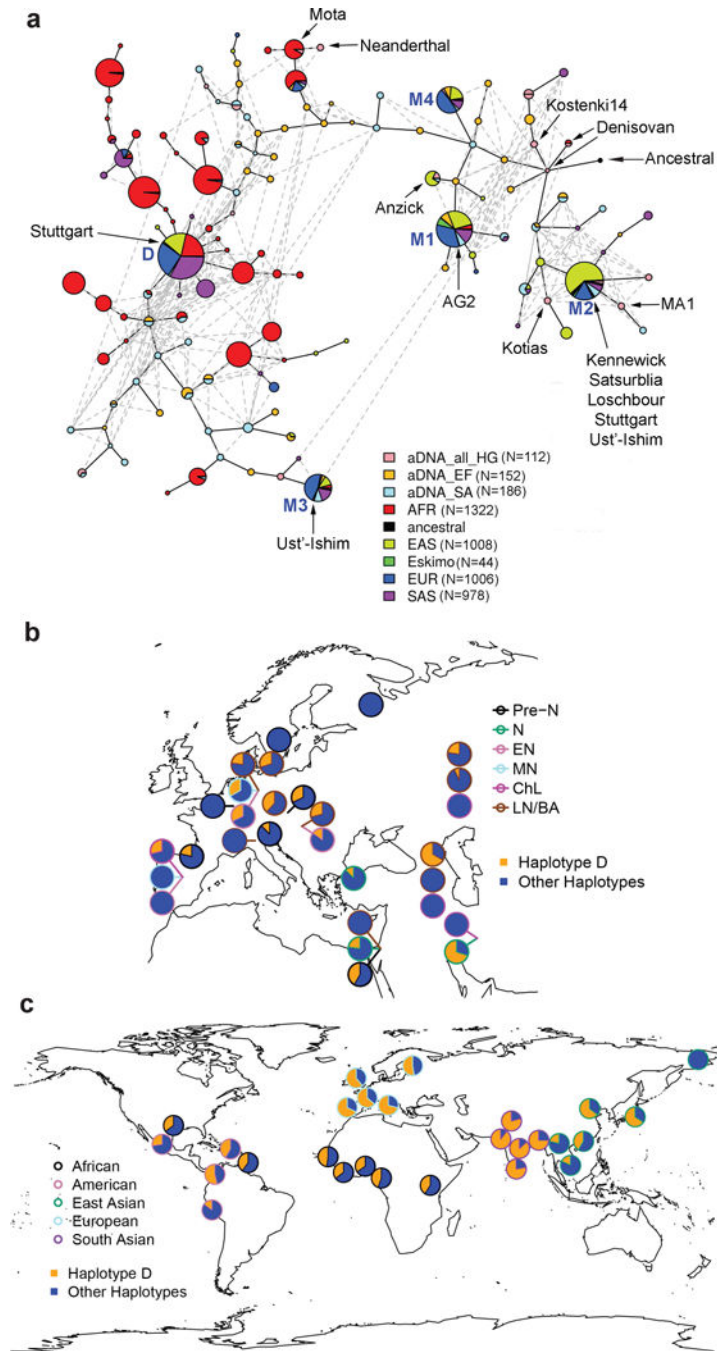 a
Mota
Neanderthal
M4
Kostenki14
Denisovan
Ancestral
Anzick
Stuttgart
D
M1
AG2
M2
MA1
Kotias
Kennewick
Satsurblia
Loschbour
Stuttgart
Ust'-Ishim
M3
Ust'-Ishim
aDNA_all_HG (N=112)
aDNA_EF (N=152)
aDNA_SA (N=186)
AFR (N=1322)
ancestral
EAS (N=1008)
Eskimo (N=44)
EUR (N=1006)
SAS (N=978)
b
Pre-N
N
EN
MN
ChL
LN/BA
Haplotype D
Other Haplotypes
c
African
American
East Asian
European
South Asian
Haplotype D
Other Haplotypes